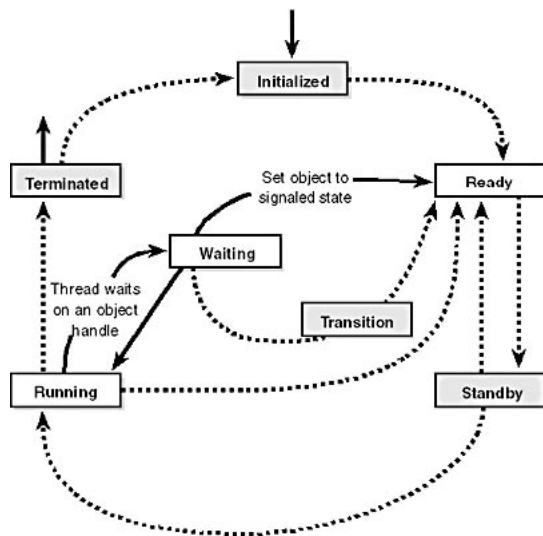 Initialized
Terminated
Set object to
signaled state
Ready
Waiting
Thread waits
on an object
handle
Transition
Running
Standby